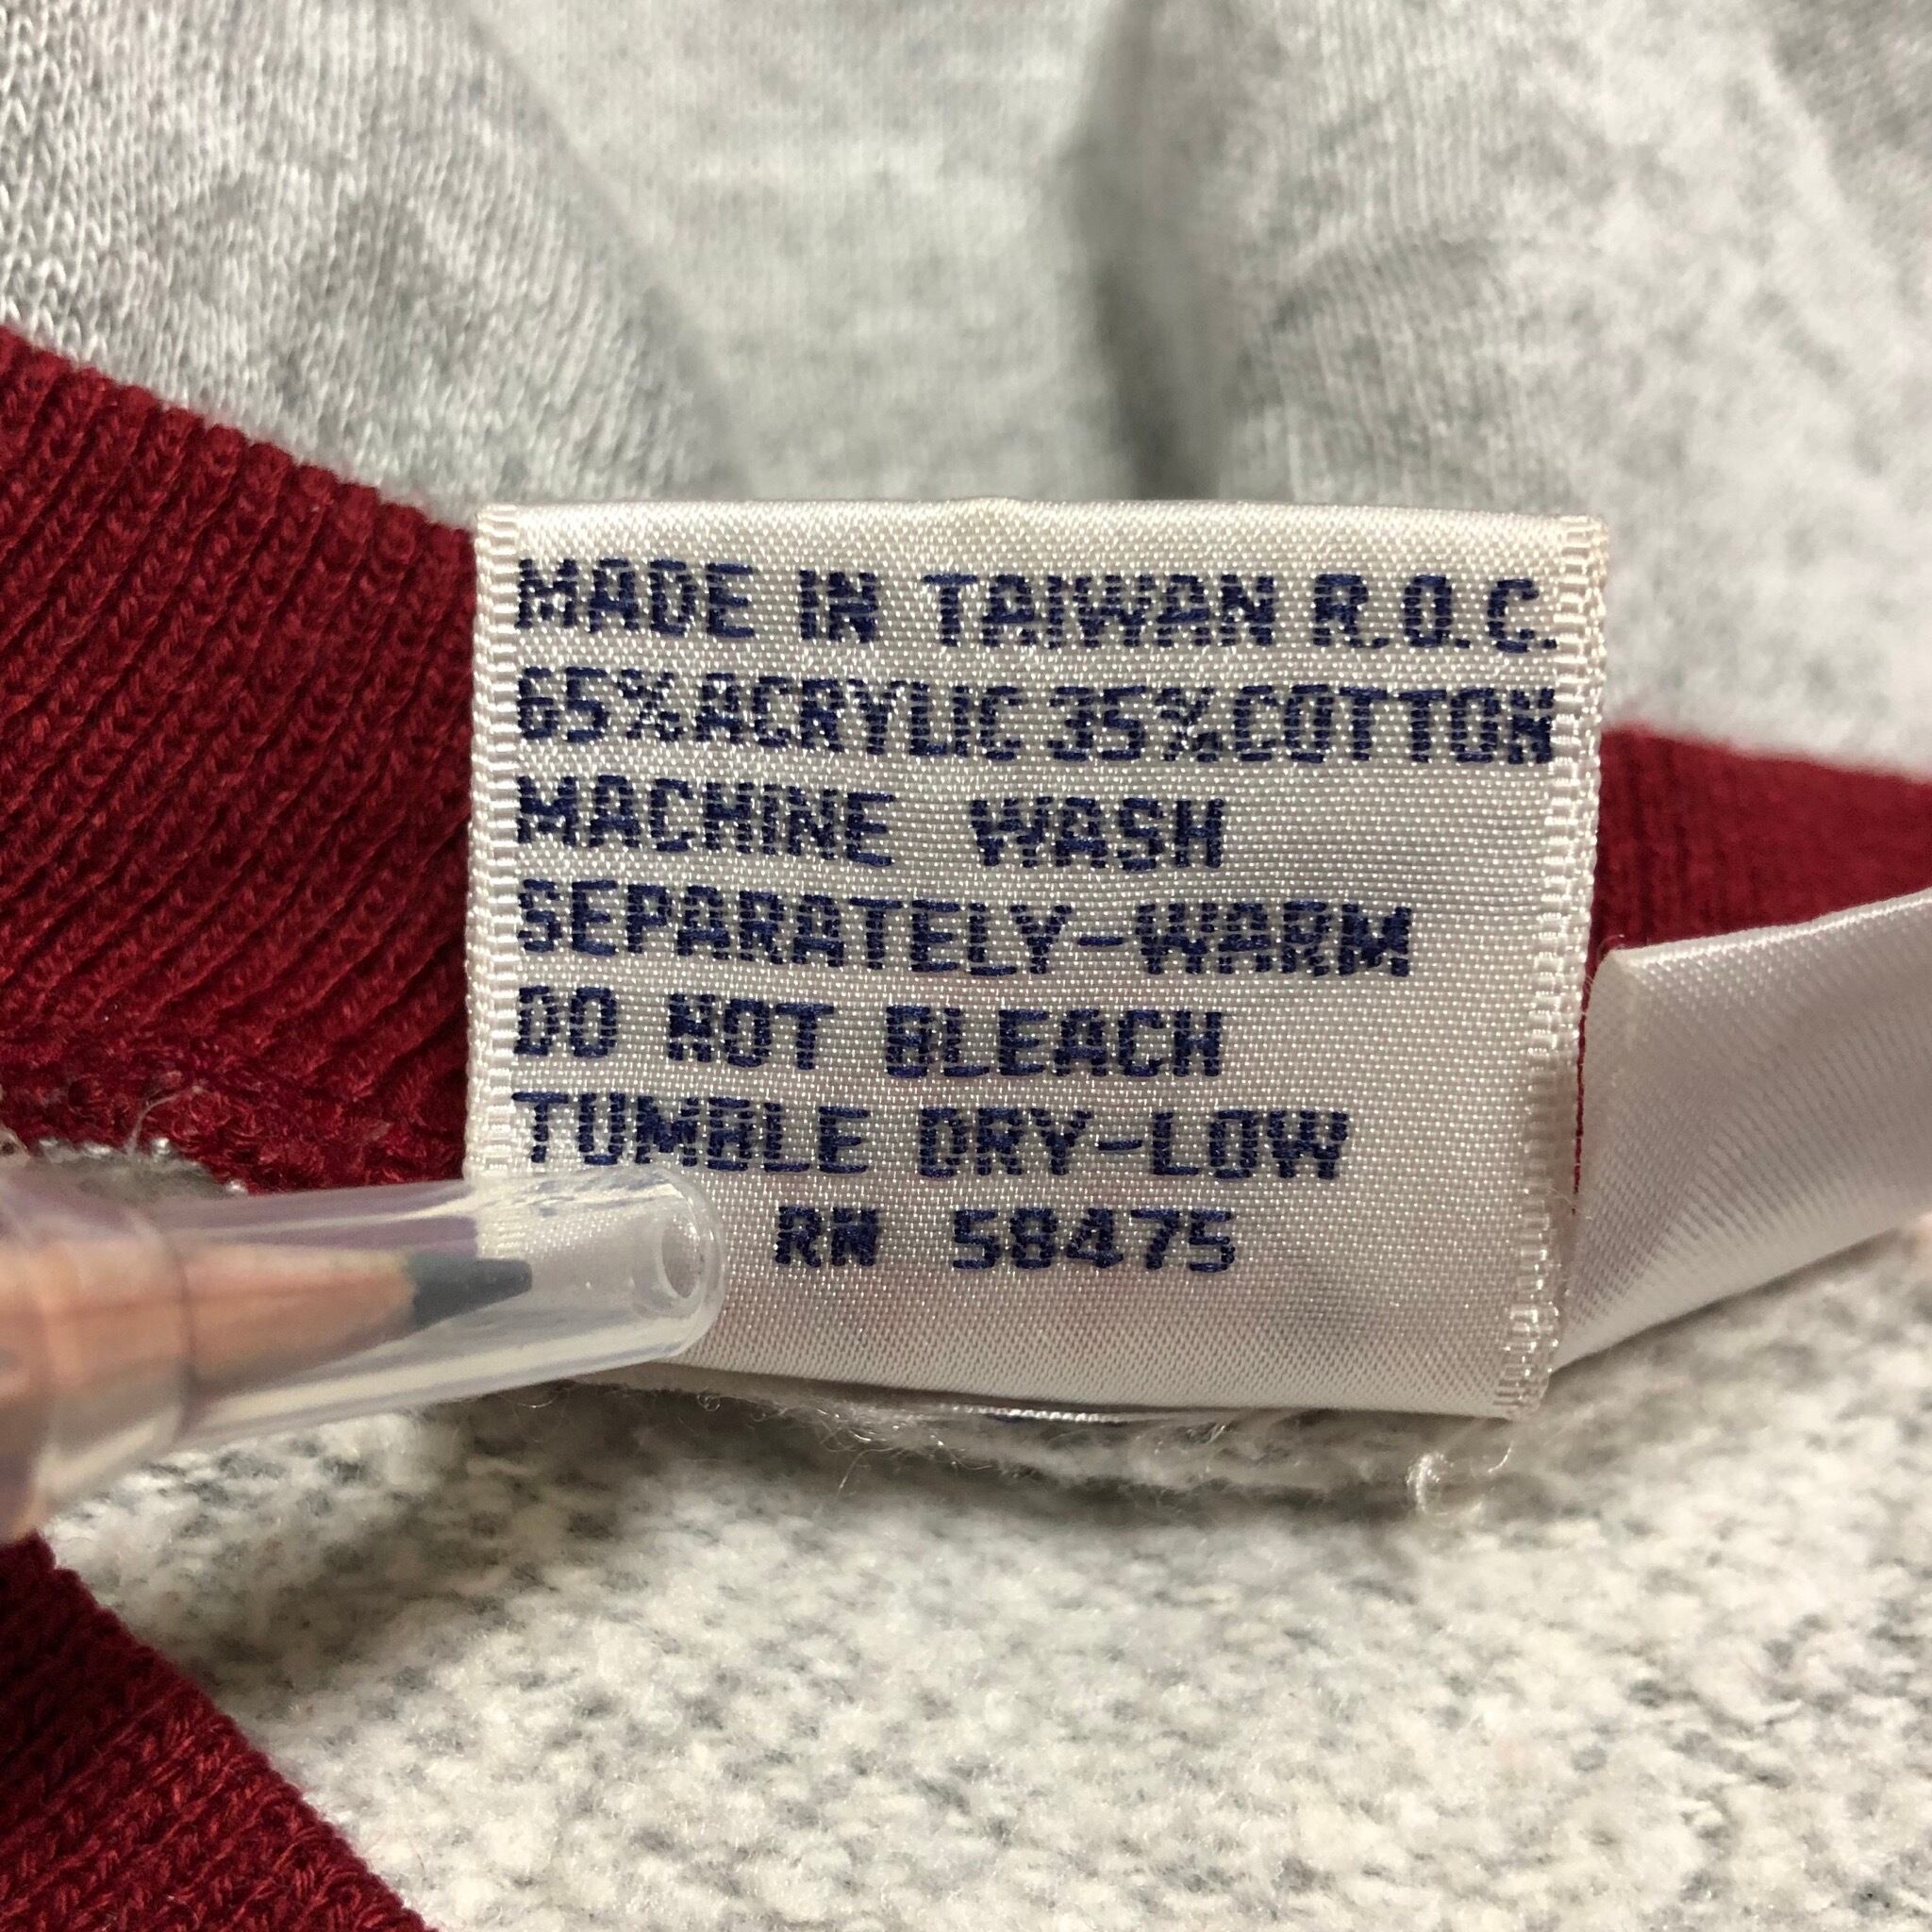 MADE IN TAIWAN R.O.C.
65% ACRYLIC 35% COTTON
MACHINE WASH
SEPARATELY-WARM
DO NOT BLEACH
TUMBLE DRY-LOW
RN 58475